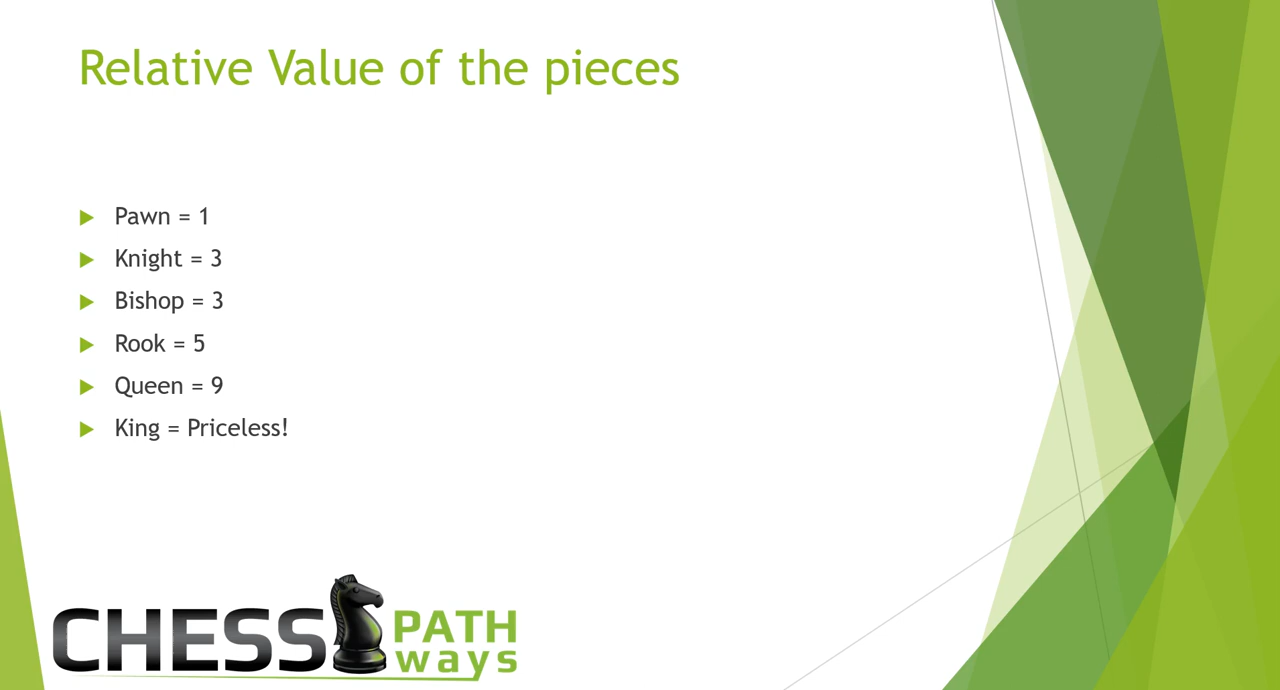 Relative Value of the pieces
Pawn = 1
Knight = 3
Bishop = 3
Rook = 5
Queen = 9
King = Priceless!
CHESS PATH
ways